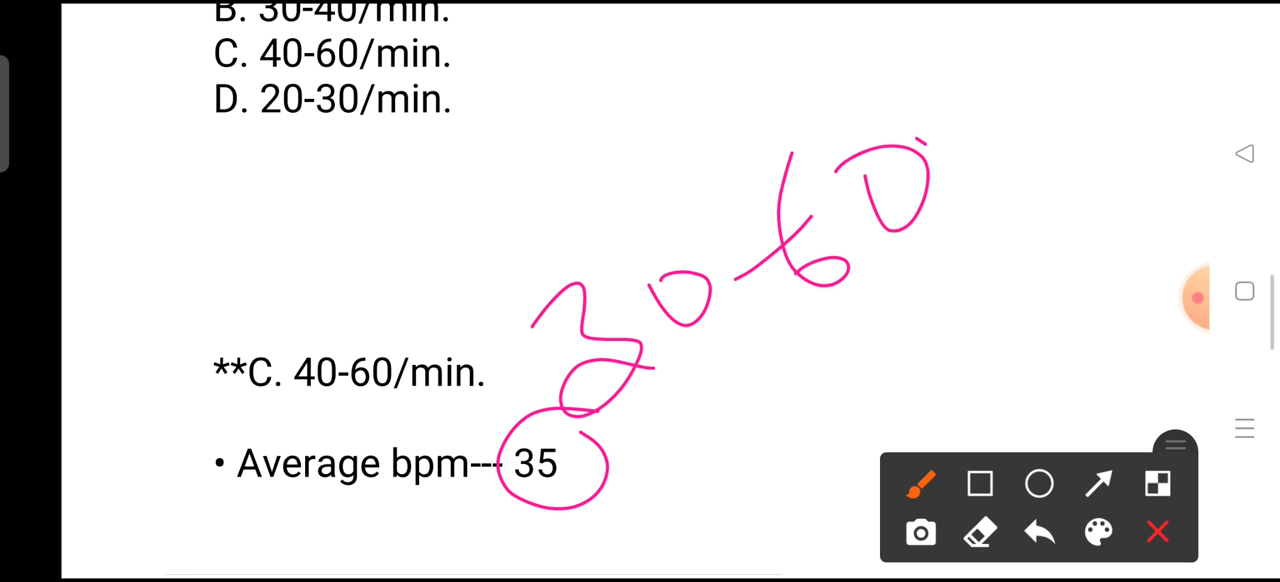 B. 30-40/min.
C. 40-60/min.
D. 20-30/min.
30-60
**C. 40-60/min.
• Average bpm--- 35